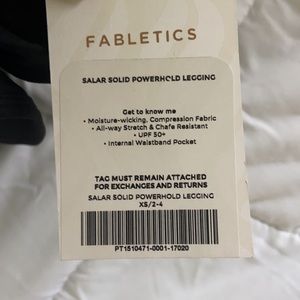 FABLETICS
SALAR SOLID POWERHOLD LEGGING
Get to know me
• Moisture-wicking, Compression Fabric
• All-way Stretch & Chafe Resistant
• UPF 50+
• Internal Waistband Pocket
TAG MUST REMAIN ATTACHED
FOR EXCHANGES AND RETURNS
SALAR SOLID POWERHOLD LEGGING
XS/2-4
PT1510471-0001-17020